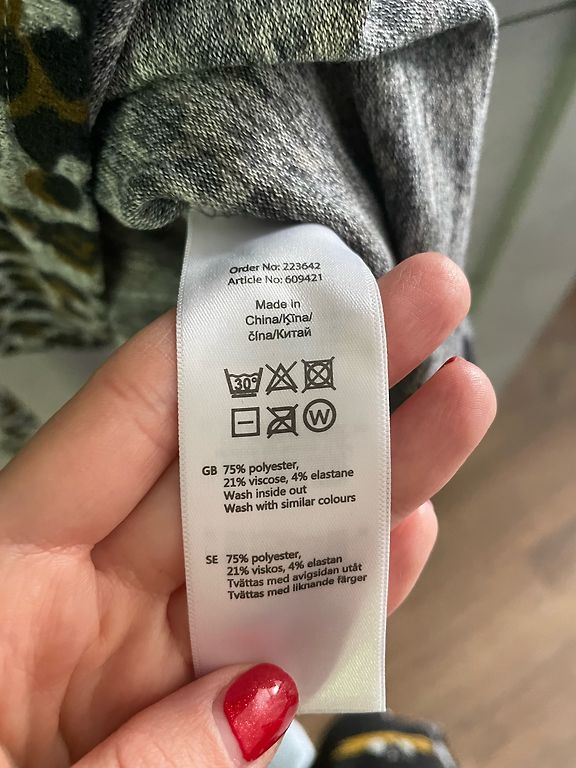 Order No: 223642
Article No: 609421
Made in
China/Ķīna/
čína/Китай
30°
W
GB 75% polyester,
21% viscose, 4% elastane
Wash inside out
Wash with similar colours
SE 75% polyester,
21% viskos, 4% elastan
Tvättas med avigsidan utåt
Tvättas med liknande färger